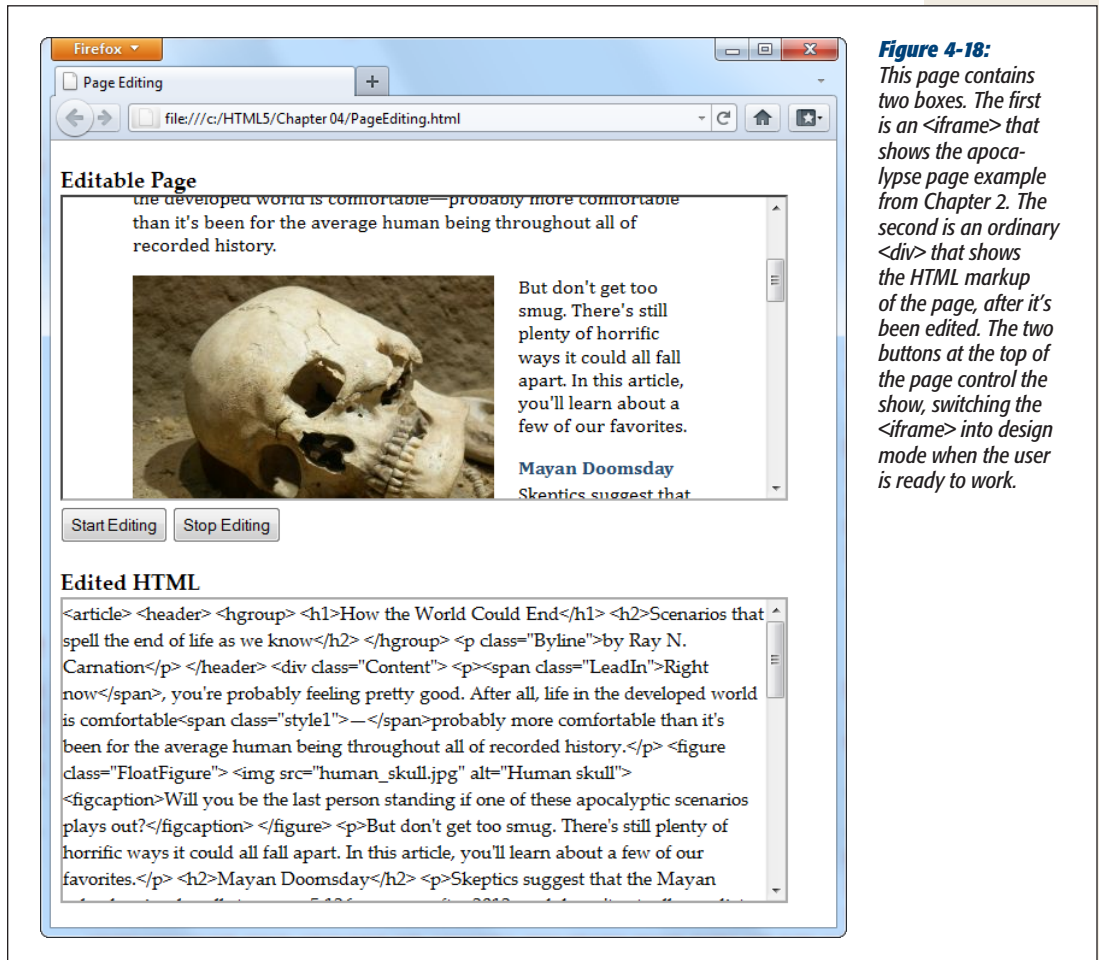 Firefox
Page Editing
file:///c:/HTML5/Chapter 04/PageEditing.html
Editable Page
the developed world is comfortable—probably more comfortable
than it's been for the average human being throughout all of
recorded history.
But don't get too
smug. There's still
plenty of horrific
ways it could all fall
apart. In this article,
you'll learn about a
few of our favorites.
Mayan Doomsday
Skeptics suggest that
Start Editing Stop Editing
Edited HTML
<article> <header> <hgroup> <h1>How the World Could End</h1> <h2>Scenarios that
spell the end of life as we know</h2> </hgroup> <p class="Byline">by Ray N.
Carnation</p> </header> <div class="Content"> <p><span class="LeadIn">Right
now</span>, you're probably feeling pretty good. After all, life in the developed world
is comfortable<span class="style1">—</span>probably more comfortable than it's
been for the average human being throughout all of recorded history.</p> <figure
class="FloatFigure"> <img src="human_skull.jpg" alt="Human skull">
<figcaption>Will you be the last person standing if one of these apocalyptic scenarios
plays out?</figcaption> </figure> <p>But don't get too smug. There's still plenty of
horrific ways it could all fall apart. In this article, you'll learn about a few of our
favorites.</p> <h2>Mayan Doomsday</h2> <p>Skeptics suggest that the Mayan
Figure 4-18:
This page contains
two boxes. The first
is an <iframe> that
shows the apoca-
lypse page example
from Chapter 2. The
second is an ordinary
<div> that shows
the HTML markup
of the page, after it's
been edited. The two
buttons at the top of
the page control the
show, switching the
<iframe> into design
mode when the user
is ready to work.